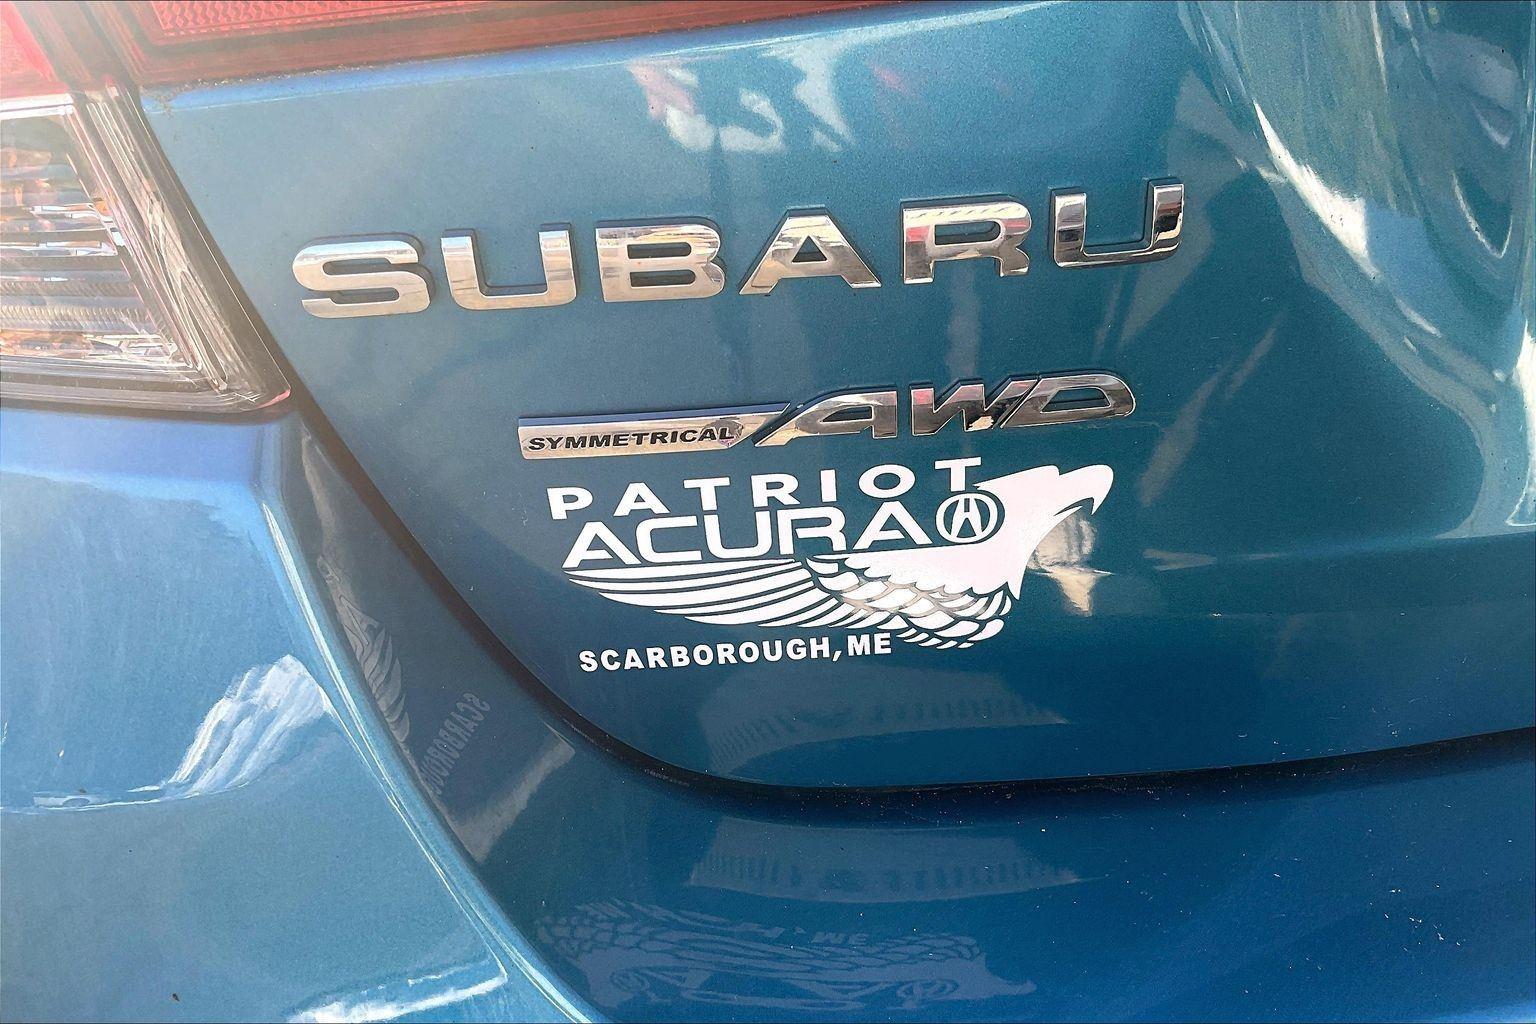 SUBARU
SYMMETRICAL AWD
PATRIOT
ACURA
SCARBOROUGH, ME